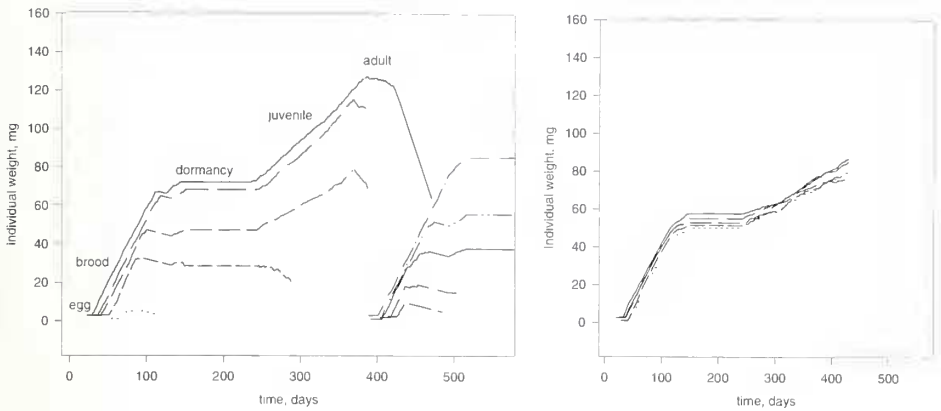 160
140
120
100
80
60
40
20
0
individual weight, mg
egg
brood
dormancy
juvenile
adult
0 100 200 300 400 500
time, days
160
140
120
100
80
60
40
20
0
Individual weight, mg
0 100 200 300 400 500
time, days